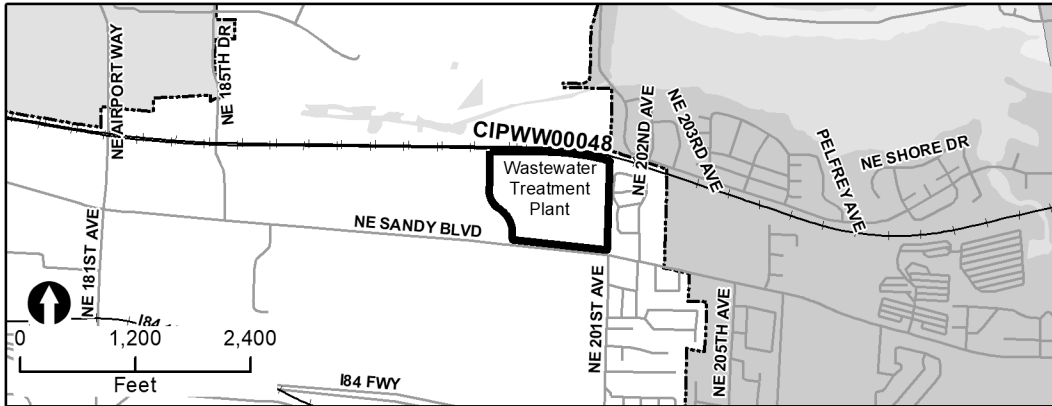 NE AIRPORT WAY
NE 185TH DR
CIPWW00048
NE 202ND AVE
NE 203RD AVE
PELFREY AVE
NE SHORE DR
Wastewater
Treatment
Plant
NE SANDY BLVD
NE 181ST AVE
I84
NE 201ST AVE
NE 205TH AVE
0
1,200
2,400
Feet
I84 FWY